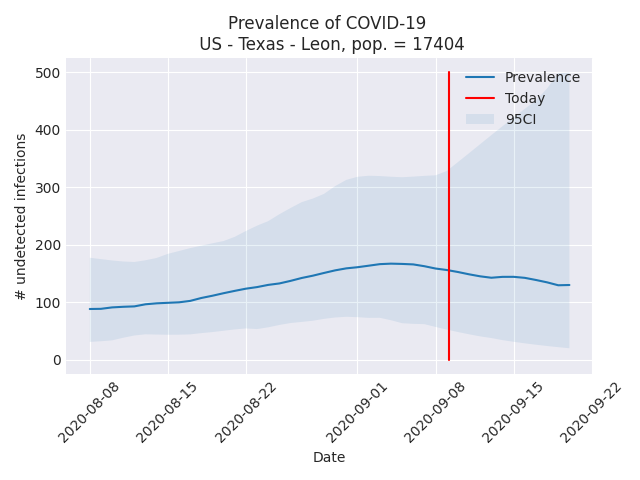 Prevalence of COVID-19
US - Texas - Leon, pop. = 17404
Prevalence
Today
95CI
# undetected infections
500
400
300
200
100
0
2020-08-08
2020-08-15
2020-08-22
2020-09-01
2020-09-08
2020-09-15
2020-09-22
Date